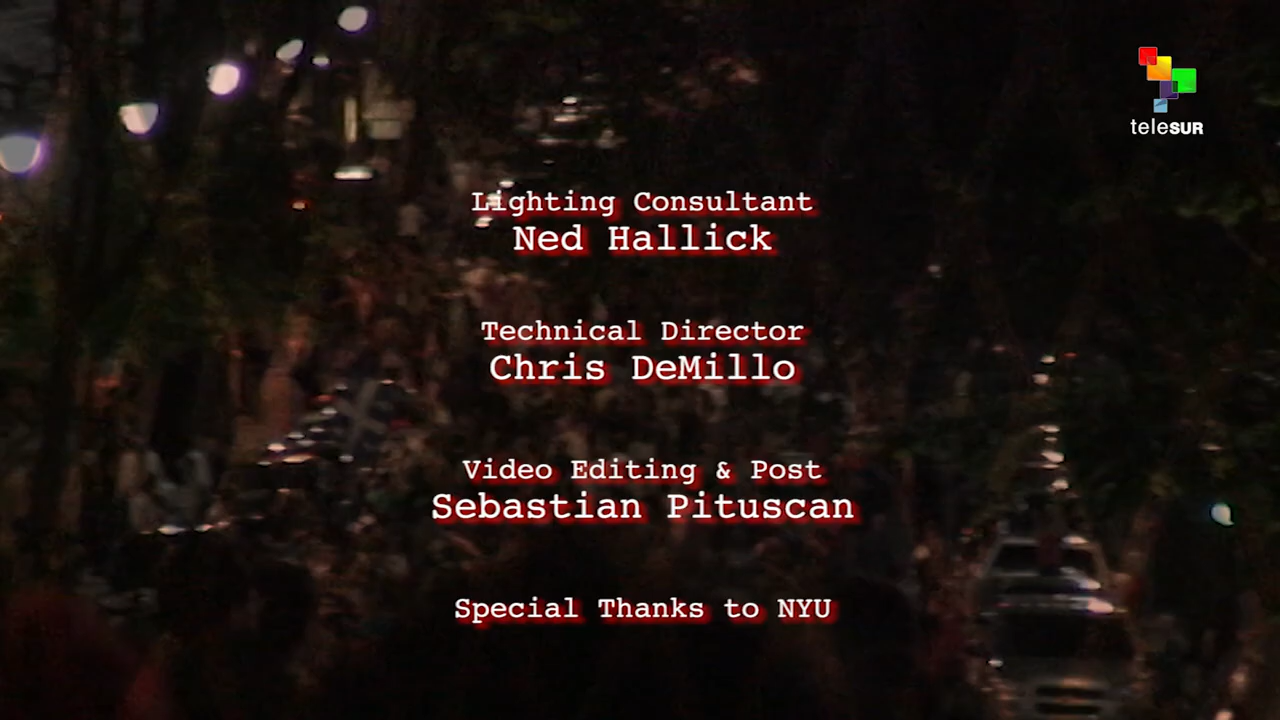 teleSUR
Lighting Consultant
Ned Hallick
Technical Director
Chris DeMillo
Video Editing & Post
Sebastian Pituscan
Special Thanks to NYU